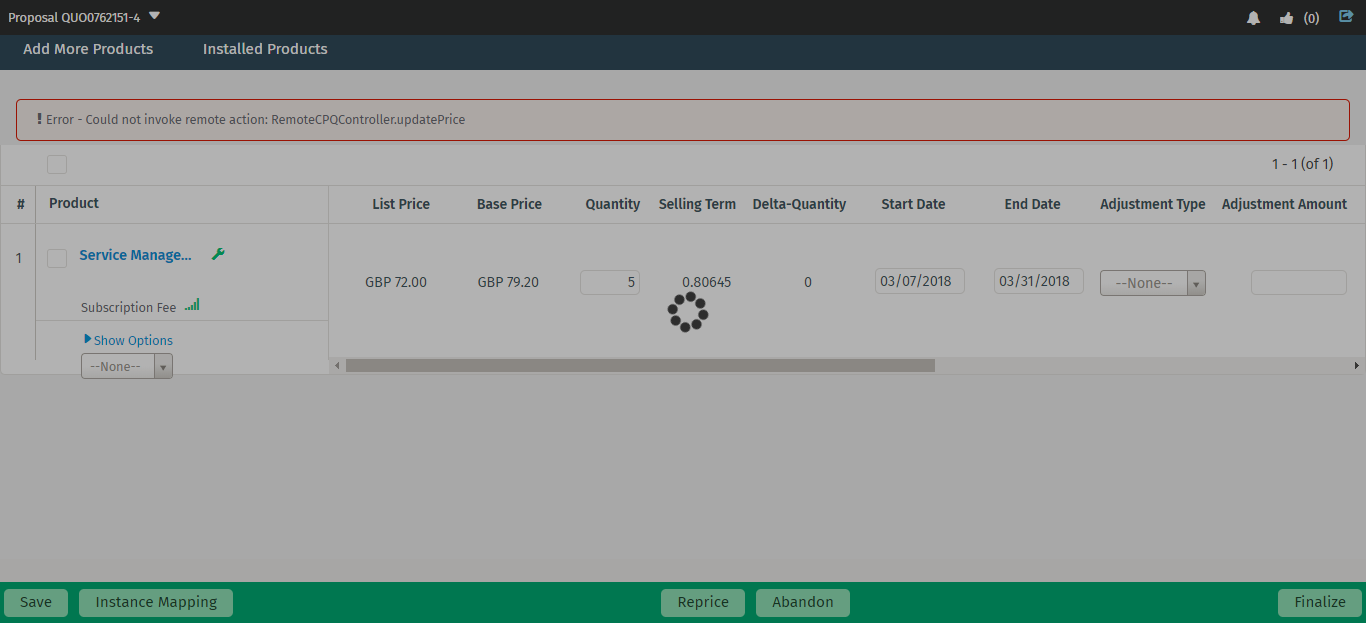 Proposal QUO0762151-4
(0)
Add More Products Installed Products
! Error - Could not invoke remote action: RemoteCPQController.updatePrice
1 - 1 (of 1)
# Product List Price Base Price Quantity Selling Term Delta-Quantity Start Date End Date Adjustment Type Adjustment Amount
1 Service Manage...
Subscription Fee
GBP 72.00 GBP 79.20 5 0.80645 0 03/07/2018 03/31/2018 --None--
Show Options
--None--
Save Instance Mapping Reprice Abandon Finalize